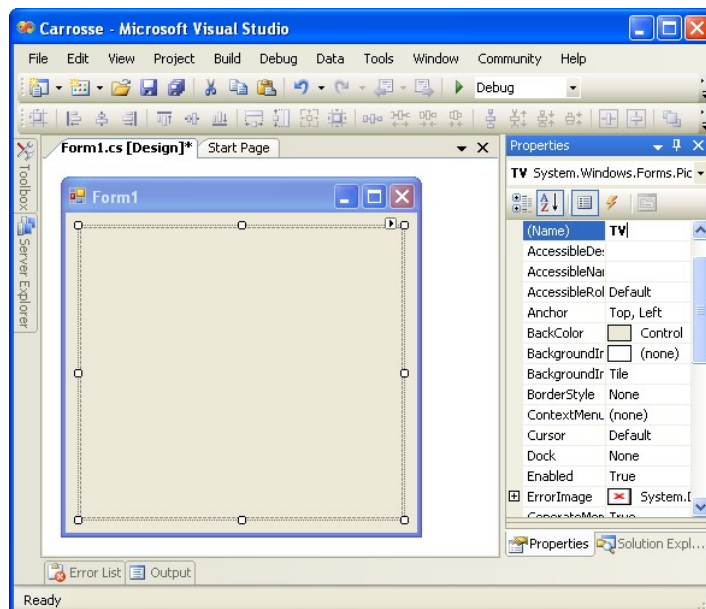 Carrosse - Microsoft Visual Studio
File Edit View Project Build Debug Data Tools Window Community Help
Debug
Form1.cs [Design]* Start Page
Properties
Toolbox
Server Explorer
Form1
TV System.Windows.Forms.Pic
(Name) TV
AccessibleDe:
AccessibleNai
AccessibleRol Default
Anchor Top, Left
BackColor Control
BackgroundIr (none)
BackgroundIr Tile
BorderStyle None
ContextMenu (none)
Cursor Default
Dock None
Enabled True
ErrorImage System.D
GenerateMem True
Properties Solution Expl...
Error List Output
Ready